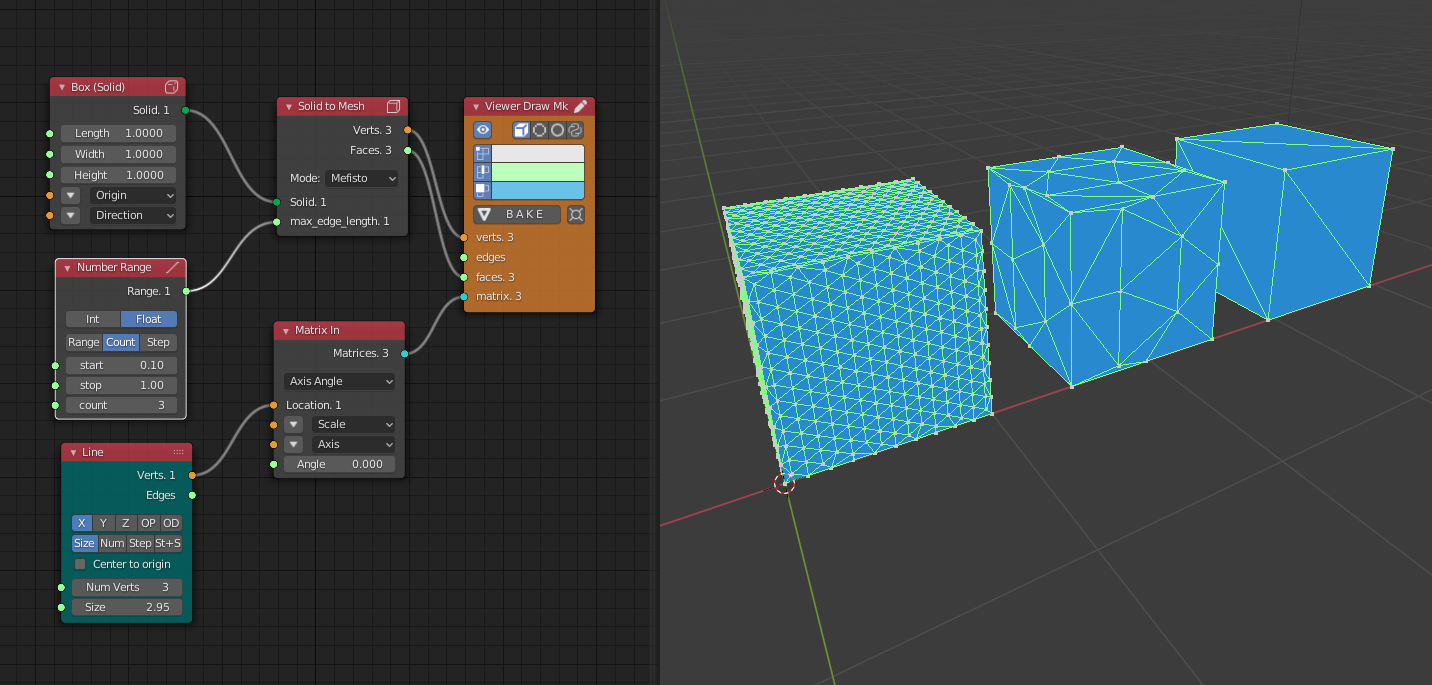 Box (Solid)
Solid. 1
Length 1.0000
Width 1.0000
Height 1.0000
Origin
Direction
Number Range
Range. 1
Int Float
Range Count Step
start 0.10
stop 1.00
count 3
Line
Verts. 1
Edges
X Y Z OP OD
Size Num Step St+S
Center to origin
Num Verts 3
Size 2.95
Solid to Mesh
Verts. 3
Faces. 3
Mode: Mefisto
Solid. 1
max_edge_length. 1
Matrix In
Matrices. 3
Axis Angle
Location. 1
Scale
Axis
Angle 0.000
Viewer Draw Mk
BAKE
verts. 3
edges
faces. 3
matrix. 3